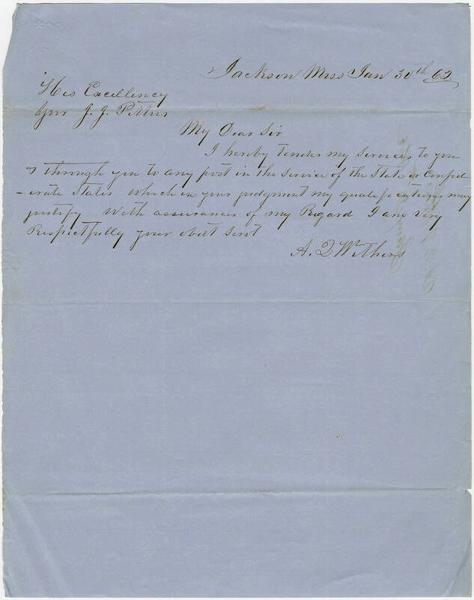 Jackson Miss Jan 30th 62
His Excellency
Gov J. J. Pettus
My Dear Sir
I hereby tender my services to you
& through you to any post in the service of the State or Confed
-erate States which in your judgment my qualifications may
justify With assurances of my Regard I am very
Respectfully your obdt Servt
A. Q Withers